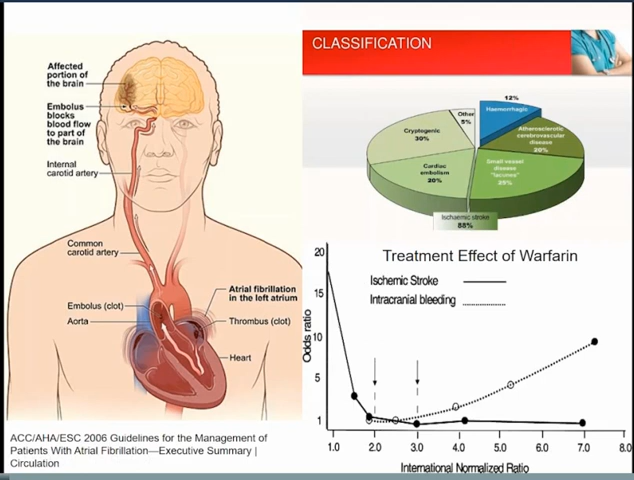 Affected
portion of
the brain
Embolus
blocks
blood flow
to part of
the brain
Internal
carotid artery
Common
carotid artery
Embolus (clot)
Aorta
Atrial fibrillation
in the left atrium
Thrombus (clot)
Heart
ACC/AHA/ESC 2006 Guidelines for the Management of
Patients With Atrial Fibrillation—Executive Summary |
Circulation
CLASSIFICATION
12%
Haemorrhagic
Other
5%
Atherosclerotic
cerebrovascular
disease
20%
Cryptogenic
30%
Cardiac
embolism
20%
Small vessel
disease
"lacunes"
25%
Ischaemic stroke
88%
Treatment Effect of Warfarin
Ischemic Stroke
Intracranial bleeding
Odds ratio
20
15
10
5
1
1.0 2.0 3.0 4.0 5.0 6.0 7.0 8.0
International Normalized Ratio